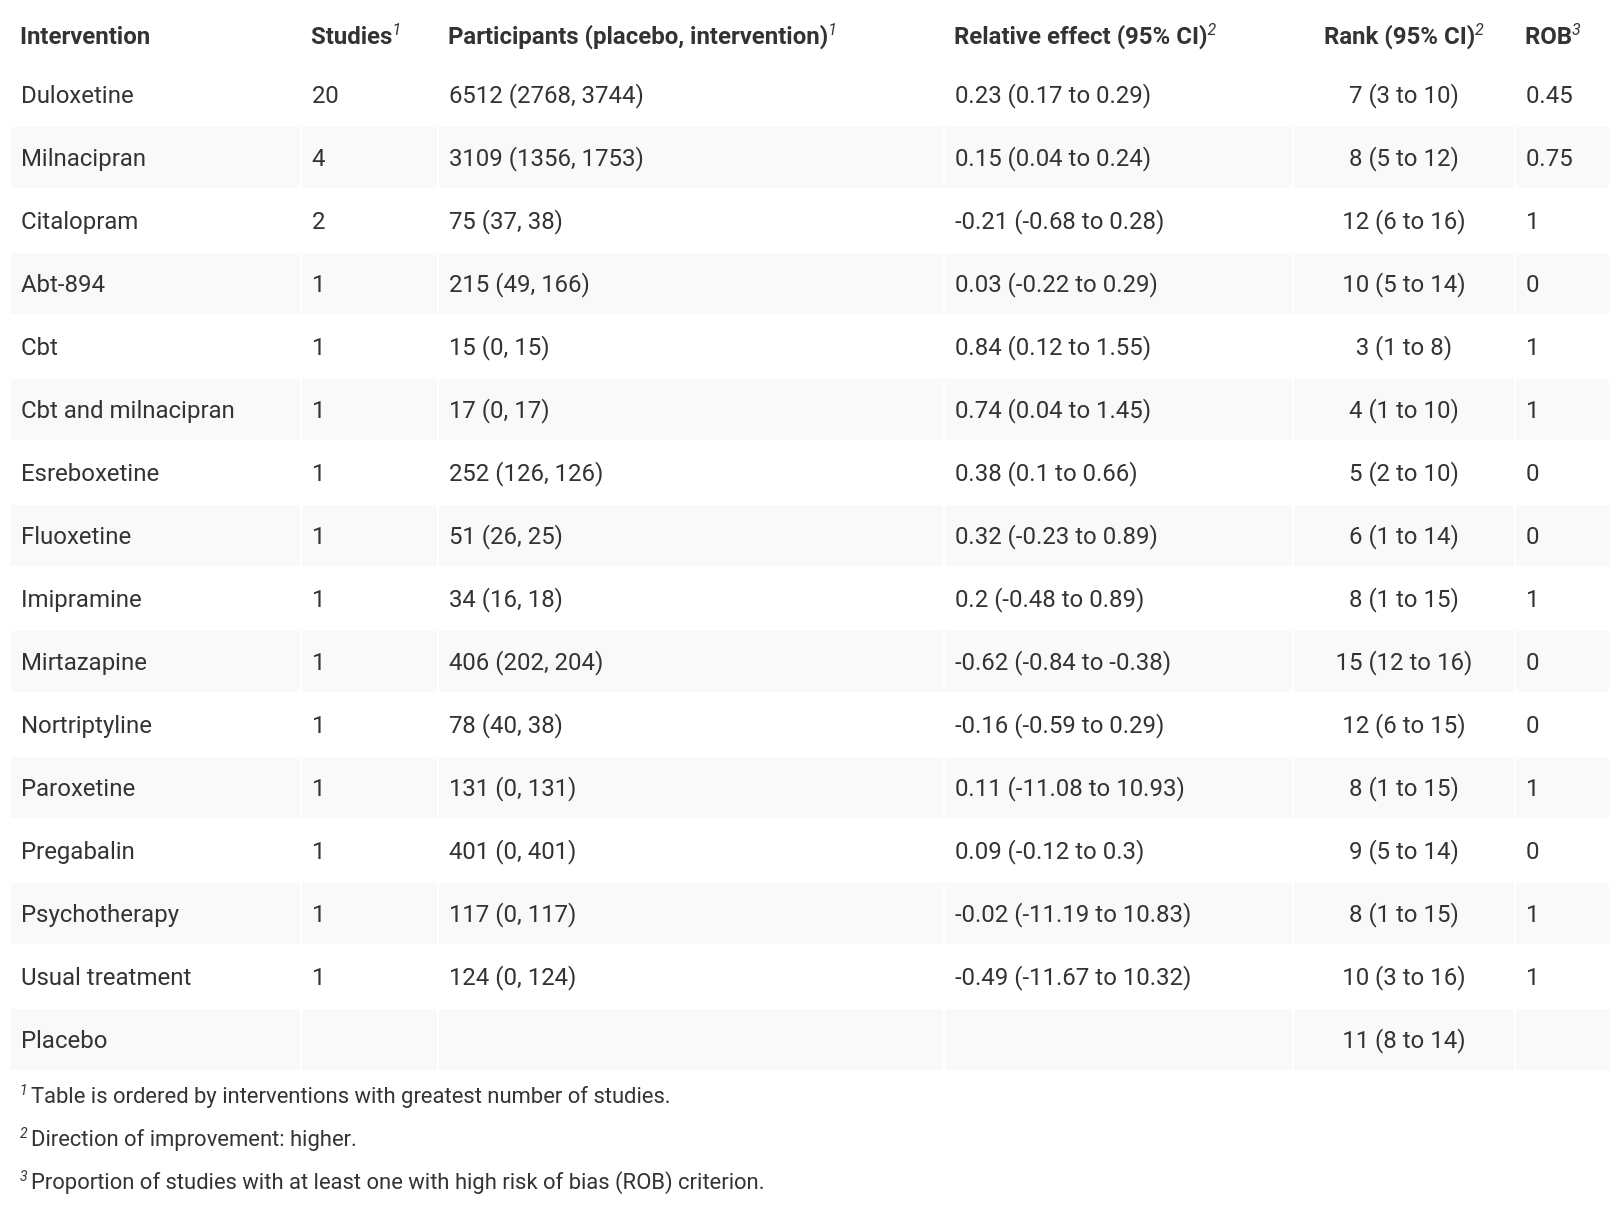 Intervention Studies1 Participants (placebo, intervention)1 Relative effect (95% CI)2 Rank (95% CI)2 ROB3
Duloxetine 20 6512 (2768, 3744) 0.23 (0.17 to 0.29) 7 (3 to 10) 0.45
Milnacipran 4 3109 (1356, 1753) 0.15 (0.04 to 0.24) 8 (5 to 12) 0.75
Citalopram 2 75 (37, 38) -0.21 (-0.68 to 0.28) 12 (6 to 16) 1
Abt-894 1 215 (49, 166) 0.03 (-0.22 to 0.29) 10 (5 to 14) 0
Cbt 1 15 (0, 15) 0.84 (0.12 to 1.55) 3 (1 to 8) 1
Cbt and milnacipran 1 17 (0, 17) 0.74 (0.04 to 1.45) 4 (1 to 10) 1
Esreboxetine 1 252 (126, 126) 0.38 (0.1 to 0.66) 5 (2 to 10) 0
Fluoxetine 1 51 (26, 25) 0.32 (-0.23 to 0.89) 6 (1 to 14) 0
Imipramine 1 34 (16, 18) 0.2 (-0.48 to 0.89) 8 (1 to 15) 1
Mirtazapine 1 406 (202, 204) -0.62 (-0.84 to -0.38) 15 (12 to 16) 0
Nortriptyline 1 78 (40, 38) -0.16 (-0.59 to 0.29) 12 (6 to 15) 0
Paroxetine 1 131 (0, 131) 0.11 (-11.08 to 10.93) 8 (1 to 15) 1
Pregabalin 1 401 (0, 401) 0.09 (-0.12 to 0.3) 9 (5 to 14) 0
Psychotherapy 1 117 (0, 117) -0.02 (-11.19 to 10.83) 8 (1 to 15) 1
Usual treatment 1 124 (0, 124) -0.49 (-11.67 to 10.32) 10 (3 to 16) 1
Placebo 11 (8 to 14)
1 Table is ordered by interventions with greatest number of studies.
2 Direction of improvement: higher.
3 Proportion of studies with at least one with high risk of bias (ROB) criterion.